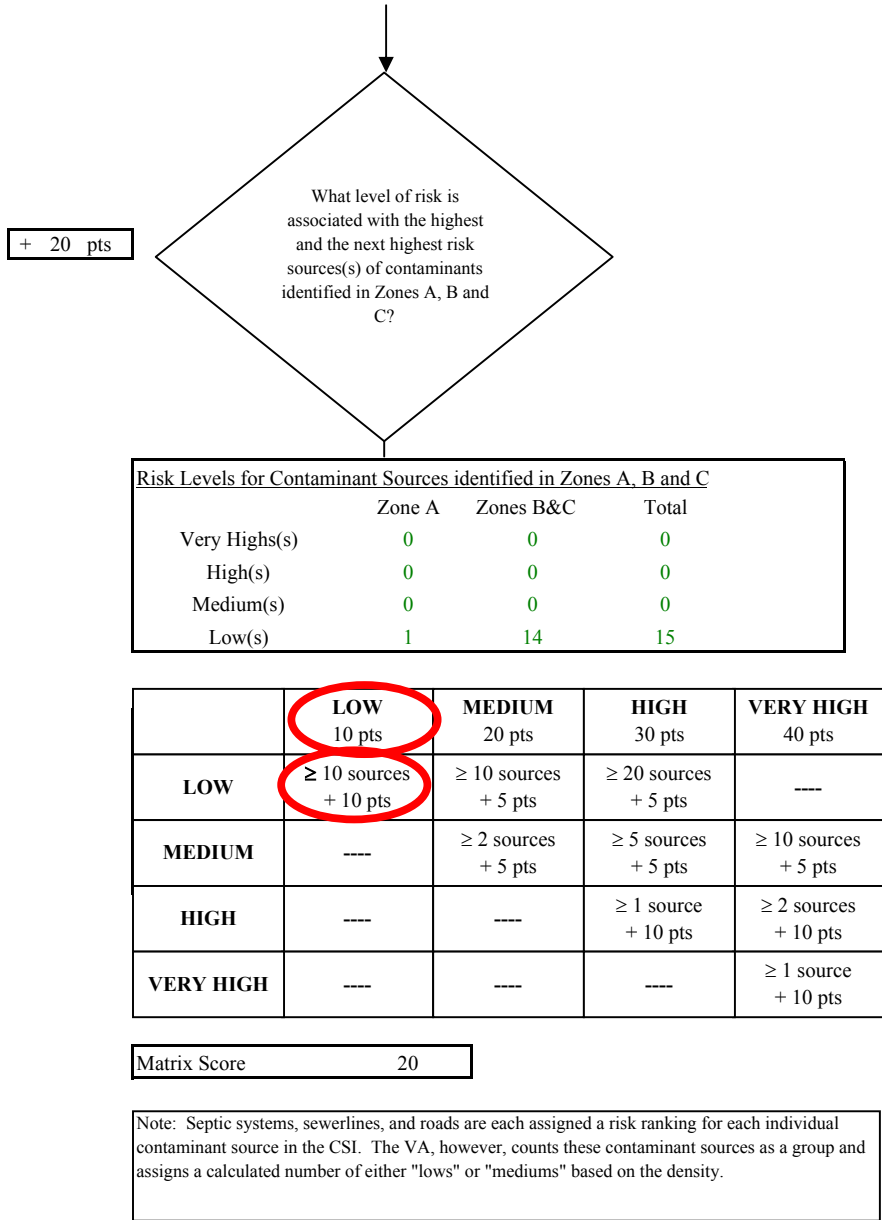 What level of risk is
associated with the highest
and the next highest risk
sources(s) of contaminants
identified in Zones A, B and
C?
+ 20 pts
Risk Levels for Contaminant Sources identified in Zones A, B and C
Zone A Zones B&C Total
Very Highs(s) 0 0 0
High(s) 0 0 0
Medium(s) 0 0 0
Low(s) 1 14 15
LOW MEDIUM HIGH VERY HIGH
10 pts 20 pts 30 pts 40 pts
LOW ≥ 10 sources ≥ 10 sources ≥ 20 sources ----
+ 10 pts + 5 pts + 5 pts
MEDIUM ---- ≥ 2 sources ≥ 5 sources ≥ 10 sources
+ 5 pts + 5 pts + 5 pts
HIGH ---- ---- ≥ 1 source ≥ 2 sources
+ 10 pts + 10 pts
VERY HIGH ---- ---- ---- ≥ 1 source
+ 10 pts
Matrix Score 20
Note: Septic systems, sewerlines, and roads are each assigned a risk ranking for each individual
contaminant source in the CSI. The VA, however, counts these contaminant sources as a group and
assigns a calculated number of either "lows" or "mediums" based on the density.